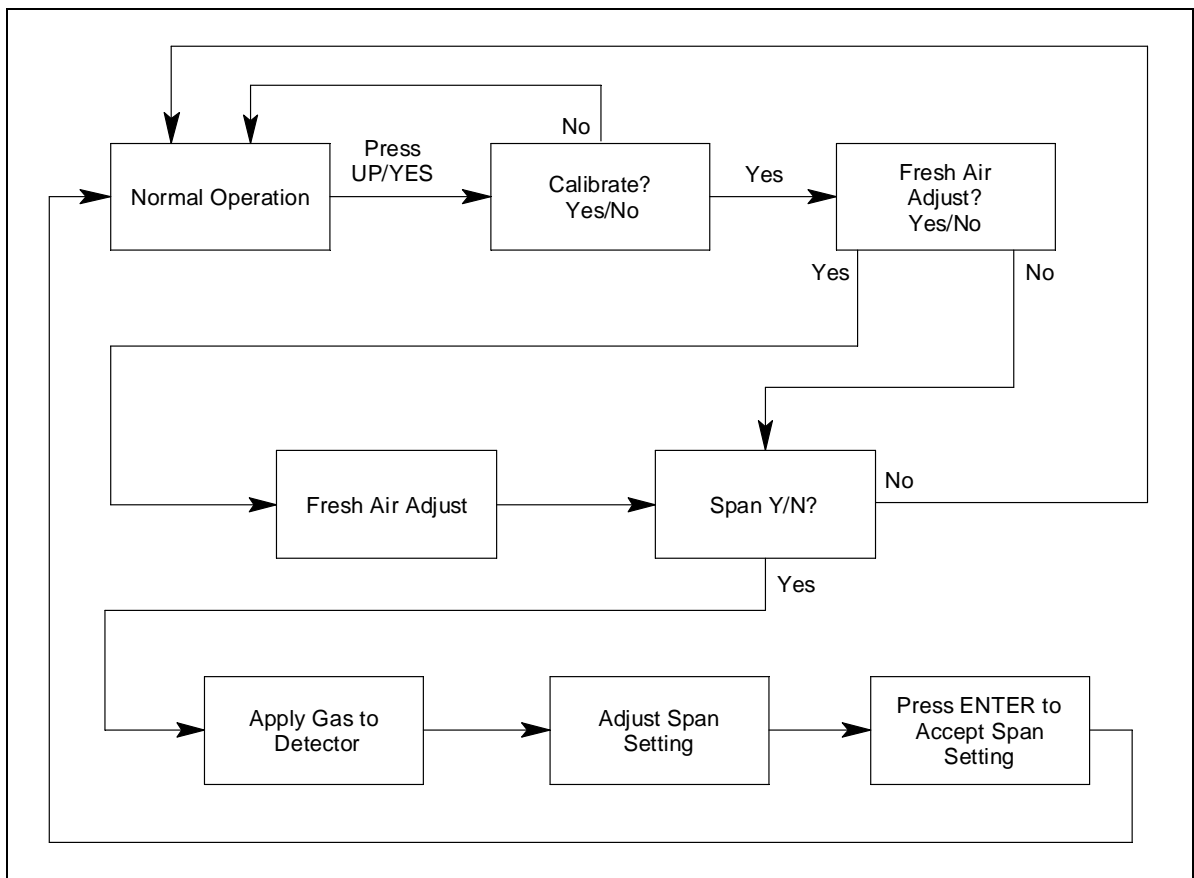 No
Press
UP/YES
Normal Operation
Calibrate?
Yes/No
Yes
Fresh Air
Adjust?
Yes/No
Yes
No
Fresh Air Adjust
Span Y/N?
No
Yes
Apply Gas to
Detector
Adjust Span
Setting
Press ENTER to
Accept Span
Setting